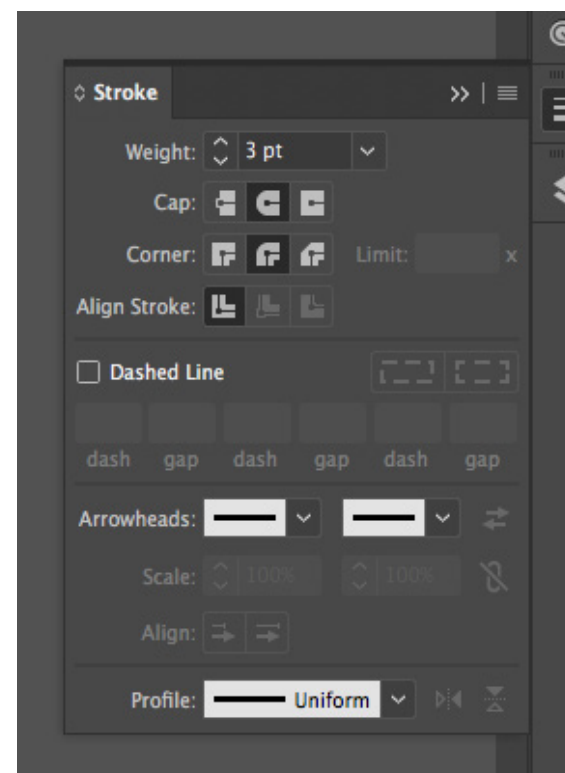 Stroke
Weight: 3 pt
Cap:
Corner: Limit: x
Align Stroke:
Dashed Line
dash gap dash gap dash gap
Arrowheads:
Scale: 100% 100%
Align:
Profile: Uniform